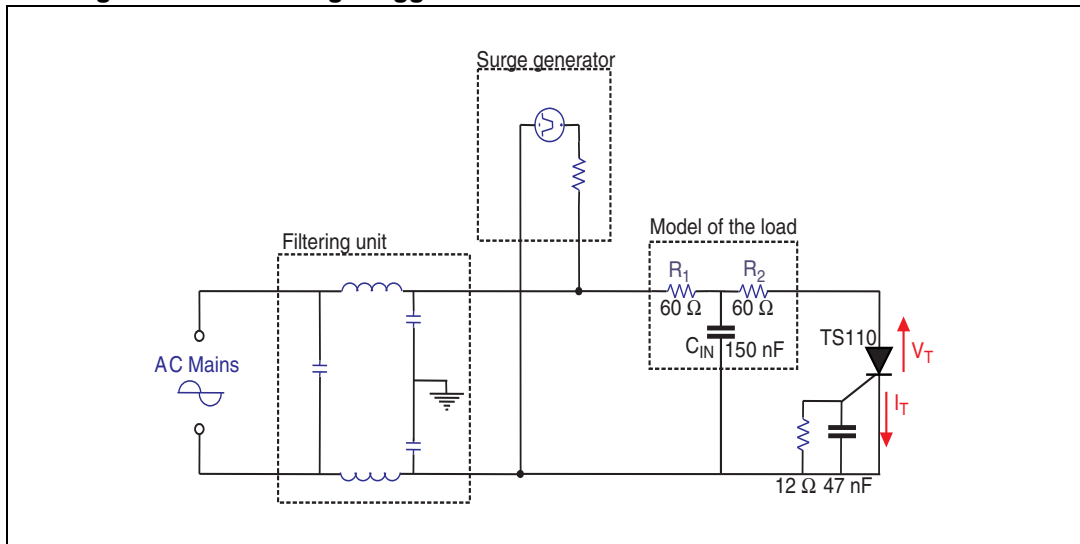 Surge generator
Filtering unit
Model of the load
R1
R2
60 Ω
60 Ω
CIN 150 nF
TS110
VT
AC Mains
IT
12 Ω 47 nF